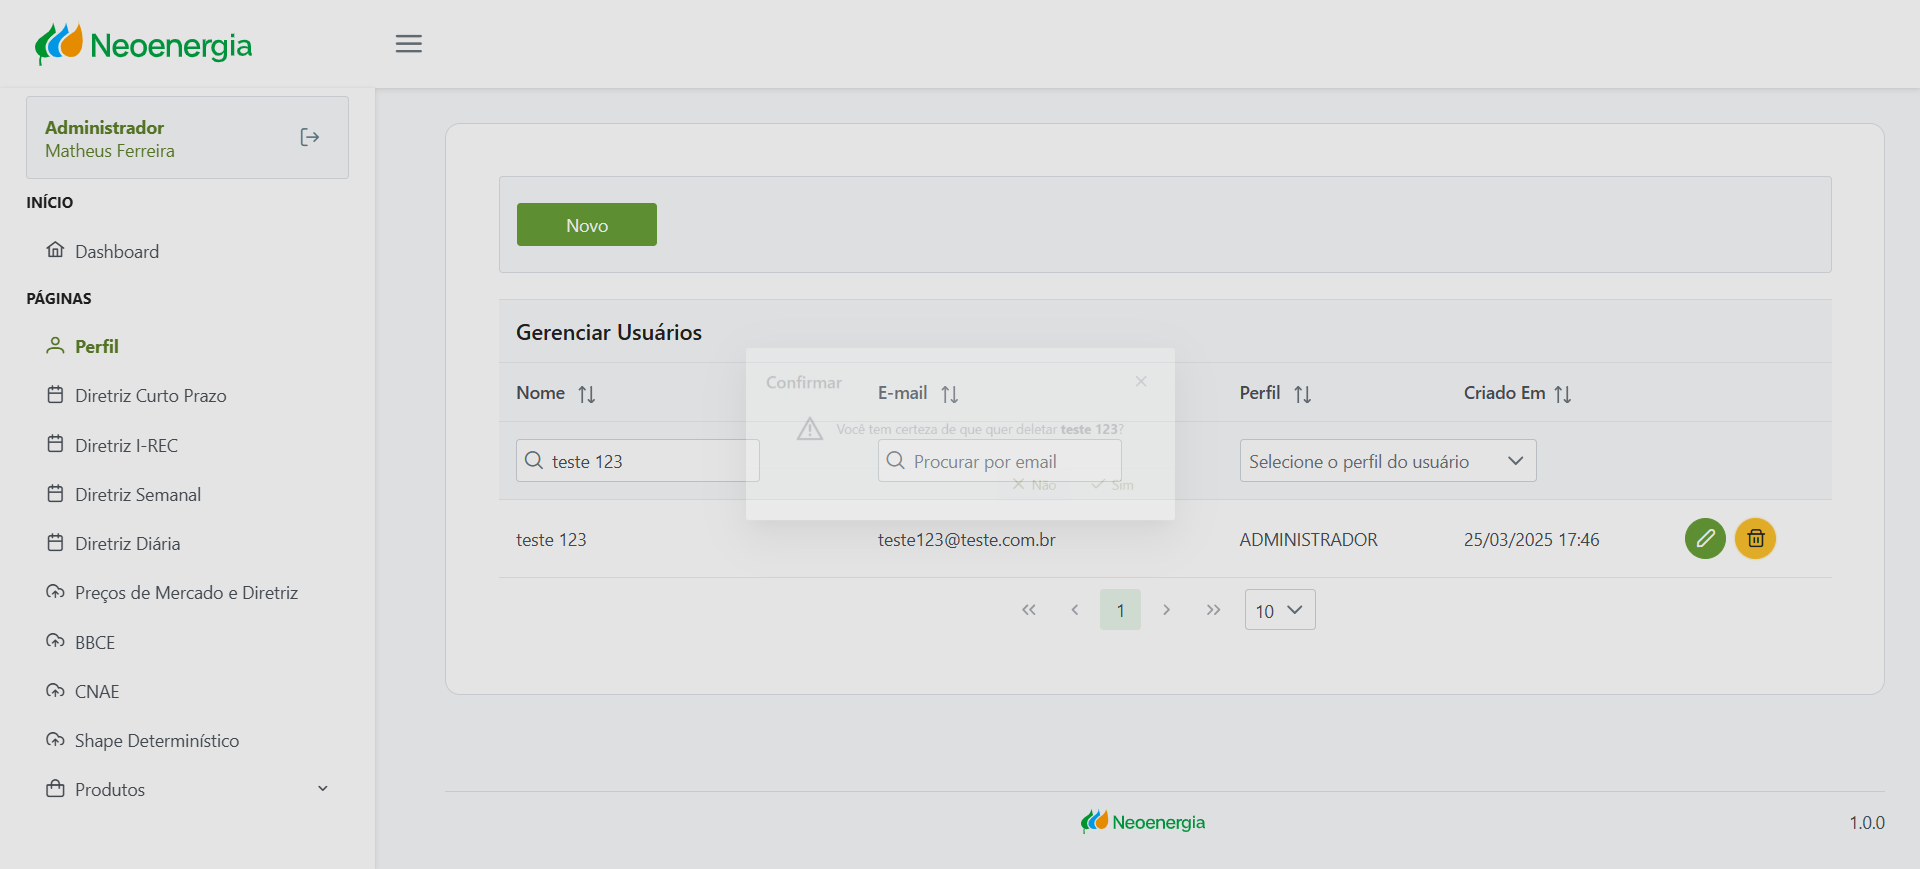 Neoenergia
Administrador
Matheus Ferreira
INÍCIO
Dashboard
PÁGINAS
Perfil
Diretriz Curto Prazo
Diretriz I-REC
Diretriz Semanal
Diretriz Diária
Preços de Mercado e Diretriz
BBCE
CNAE
Shape Determinístico
Produtos
Novo
Gerenciar Usuários
Confirmar
Você tem certeza de que quer deletar teste 123?
Não Sim
Nome E-mail Perfil Criado Em
teste 123 Procurar por email Selecione o perfil do usuário
teste 123 teste123@teste.com.br ADMINISTRADOR 25/03/2025 17:46
1 10
Neoenergia
1.0.0